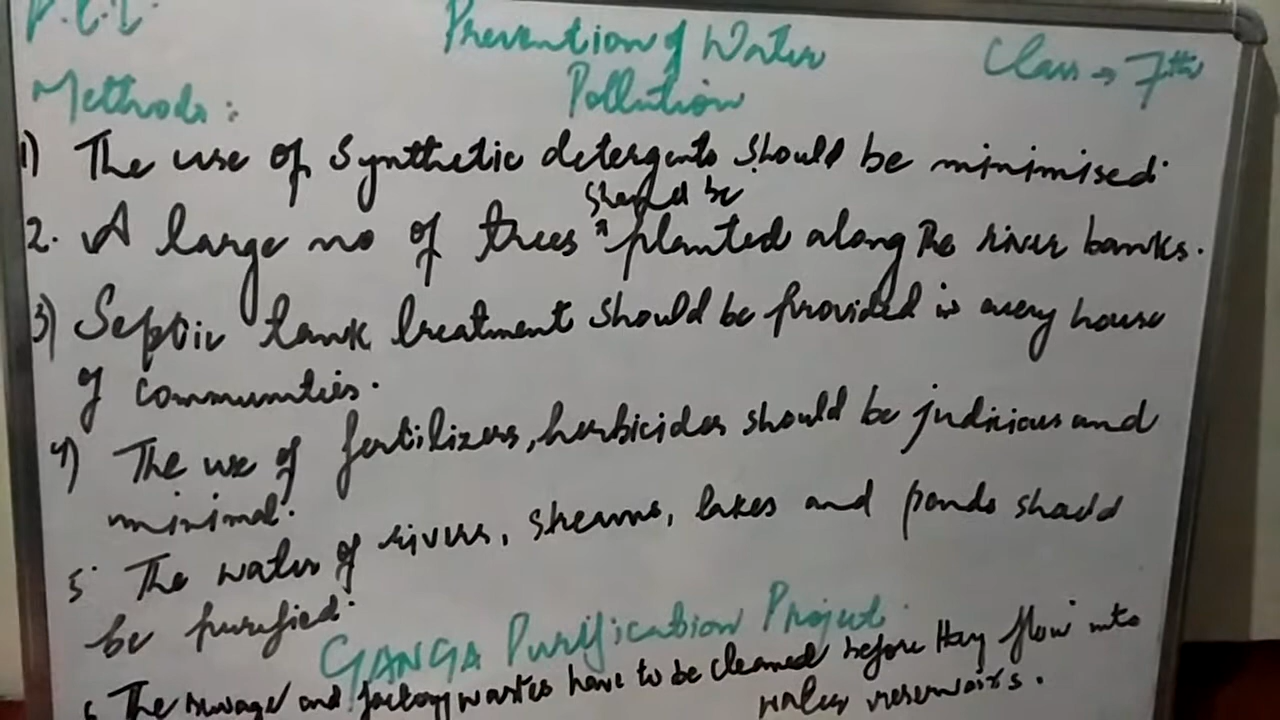 Prevention of Water
Class → 7th
Methods:
Pollution
1) The use of Synthetic detergents should be minimised.
should be
2. A large no of trees ^ planted along the river banks.
3) Septic tank treatment should be provided in every house
of communities.
4) The use of fertilizers, herbicides should be judicious and
minimal.
5. The water of rivers, streams, lakes and ponds should
be purified.
GANGA Purification Project.
6 The sewage and factory wastes have to be cleaned before they flow into
water reservoirs.